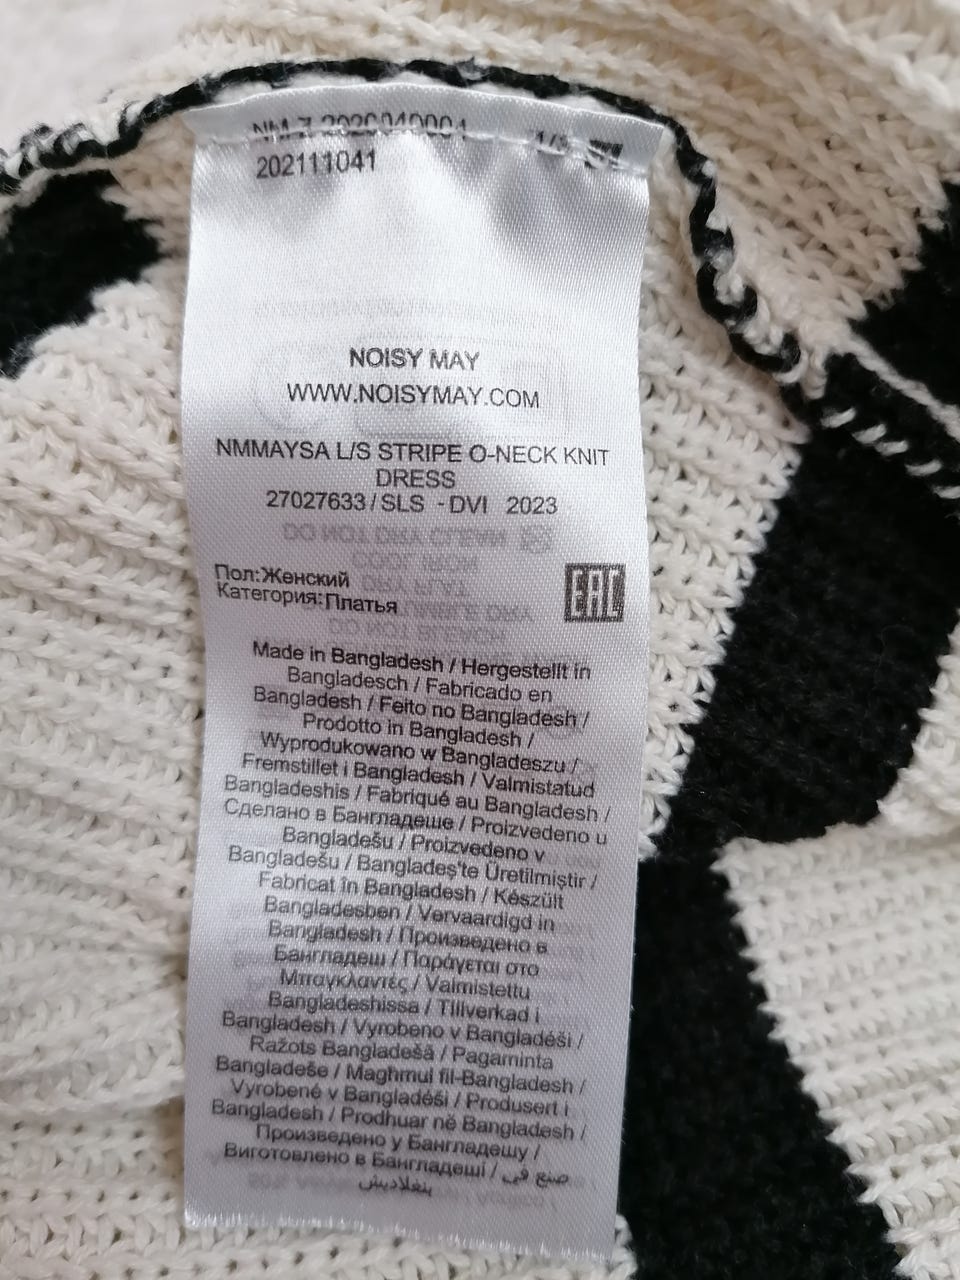 202111041
NOISY MAY
WWW.NOISYMAY.COM
NMMAYSA L/S STRIPE O-NECK KNIT
DRESS
27027633/SLS - DVI 2023
Пол:Женский
Категория:Платья
EAC
Made in Bangladesh / Hergestellt in
Bangladesch / Fabricado en
Bangladesh / Feito no Bangladesh /
Prodotto in Bangladesh /
Wyprodukowano w Bangladeszu /
Fremstillet i Bangladesh / Valmistatud
Bangladeshis / Fabriqué au Bangladesh /
Сделано в Бангладеше / Proizvedeno u
Bangladešu / Proizvedeno v
Bangladešu / Bangladeş'te Üretilmiştir /
Fabricat în Bangladesh / Készült
Bangladesben / Vervaardigd in
Bangladesh / Произведено в
Бангладеш / Παράγεται στο
Μπαγκλαντές / Valmistettu
Bangladeshissa / Tillverkad i
Bangladesh / Vyrobeno v Bangladéši /
Ražots Bangladešā / Pagaminta
Bangladeše / Maghmul fil-Bangladesh /
Vyrobené v Bangladéši / Produsert i
Bangladesh / Prodhuar në Bangladesh /
Произведено у Бангладешу /
Виготовлено в Бангладеші / صنع في
بنغلاديش